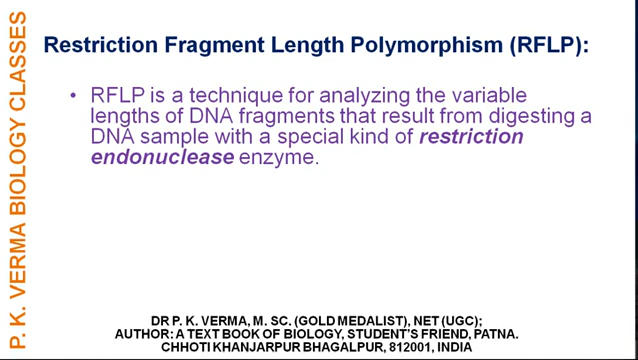 P. K. VERMA BIOLOGY CLASSES
Restriction Fragment Length Polymorphism (RFLP):
• RFLP is a technique for analyzing the variable
lengths of DNA fragments that result from digesting a
DNA sample with a special kind of restriction
endonuclease enzyme.
DR P. K. VERMA, M. SC. (GOLD MEDALIST), NET (UGC);
AUTHOR: A TEXT BOOK OF BIOLOGY, STUDENT'S FRIEND, PATNA.
CHHOTI KHANJARPUR BHAGALPUR, 812001, INDIA